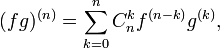 (fg)^{(n)} = \sum_{k=0}^{n} C_n^k f^{(n-k)} g^{(k)},